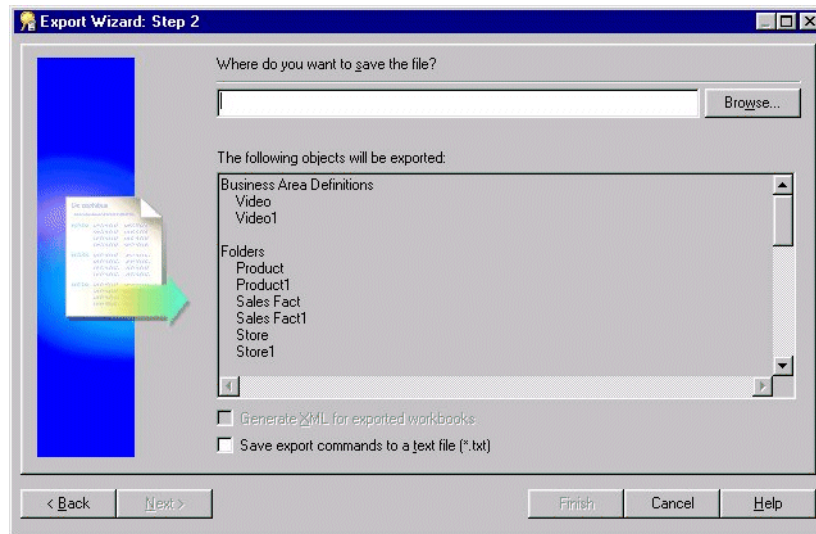 Export Wizard: Step 2
Where do you want to save the file?
Browse...
The following objects will be exported:
Business Area Definitions
Video
Video1
Folders
Product
Product1
Sales Fact
Sales Fact1
Store
Store1
Generate XML for exported workbooks
Save export commands to a text file (*.txt)
< Back
Next >
Finish
Cancel
Help